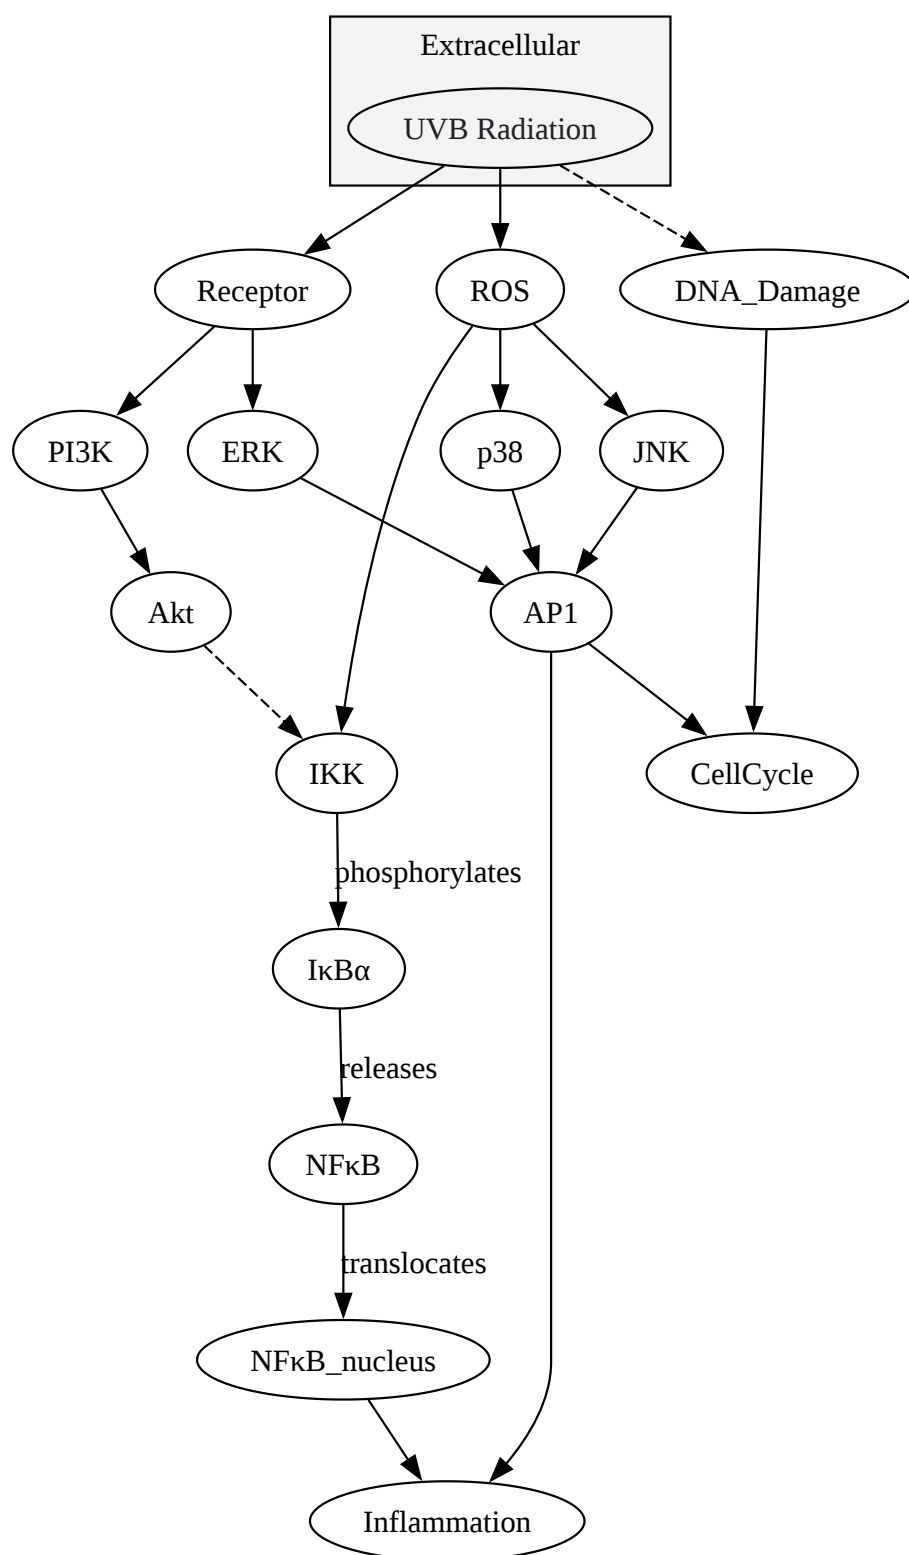 Extracellular
UVB Radiation
Receptor
ROS
DNA_Damage
PI3K
ERK
p38
JNK
Akt
AP1
IKK
CellCycle
phosphorylates
IκBα
releases
NFκB
translocates
NFκB_nucleus
Inflammation